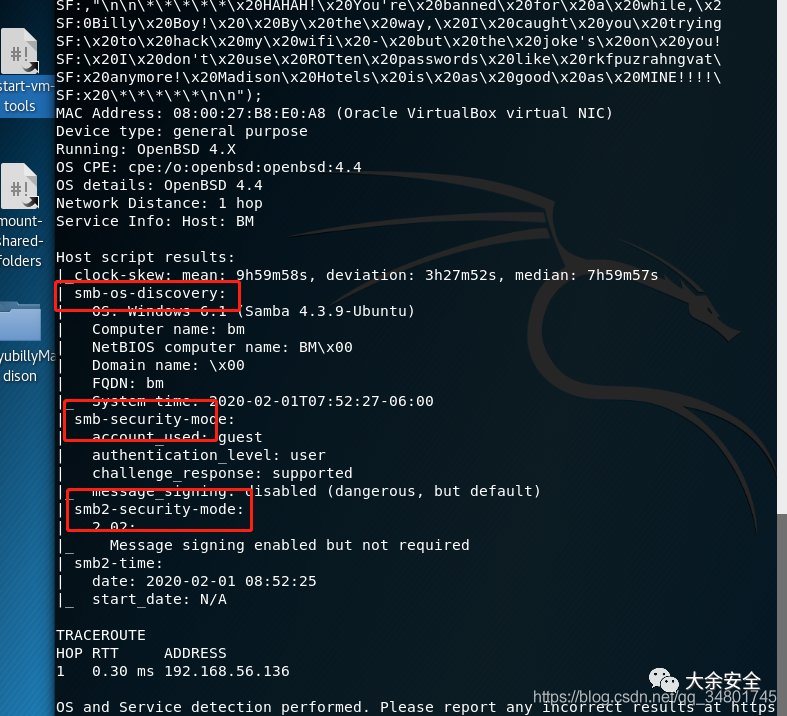 SF:,"\n\n\*\*\*\*\*\x20HAHAH!\x20You're\x20banned\x20for\x20a\x20while,\x2
SF:0Billy\x20Boy!\x20\x20By\x20the\x20way,\x20I\x20caught\x20you\x20trying
SF:\x20to\x20hack\x20my\x20wifi\x20-\x20but\x20the\x20joke's\x20on\x20you!
SF:\x20I\x20don't\x20use\x20ROTten\x20passwords\x20like\x20rkfpuzrahngvat\
SF:x20anymore!\x20Madison\x20Hotels\x20is\x20as\x20good\x20as\x20MINE!!!!\
SF:x20\*\*\*\*\*\n\n");
MAC Address: 08:00:27:B8:E0:A8 (Oracle VirtualBox virtual NIC)
Device type: general purpose
Running: OpenBSD 4.X
OS CPE: cpe:/o:openbsd:openbsd:4.4
OS details: OpenBSD 4.4
Network Distance: 1 hop
Service Info: Host: BM
Host script results:
|_clock-skew: mean: 9h59m58s, deviation: 3h27m52s, median: 7h59m57s
| smb-os-discovery:
|   OS: Windows 6.1 (Samba 4.3.9-Ubuntu)
|   Computer name: bm
|   NetBIOS computer name: BM\x00
|   Domain name: \x00
|   FQDN: bm
|_  System time: 2020-02-01T07:52:27-06:00
| smb-security-mode:
|   account_used: guest
|   authentication_level: user
|   challenge_response: supported
|_  message_signing: disabled (dangerous, but default)
| smb2-security-mode:
|   2.02:
|_    Message signing enabled but not required
| smb2-time:
|   date: 2020-02-01 08:52:25
|_  start_date: N/A
TRACEROUTE
HOP RTT     ADDRESS
1   0.30 ms 192.168.56.136
OS and Service detection performed. Please report any incorrect results at https
#!
start-vm-
tools
#!
mount-
shared-
folders
yubillyMa
dison
大余安全
https://blog.csdn.net/qq_34801745